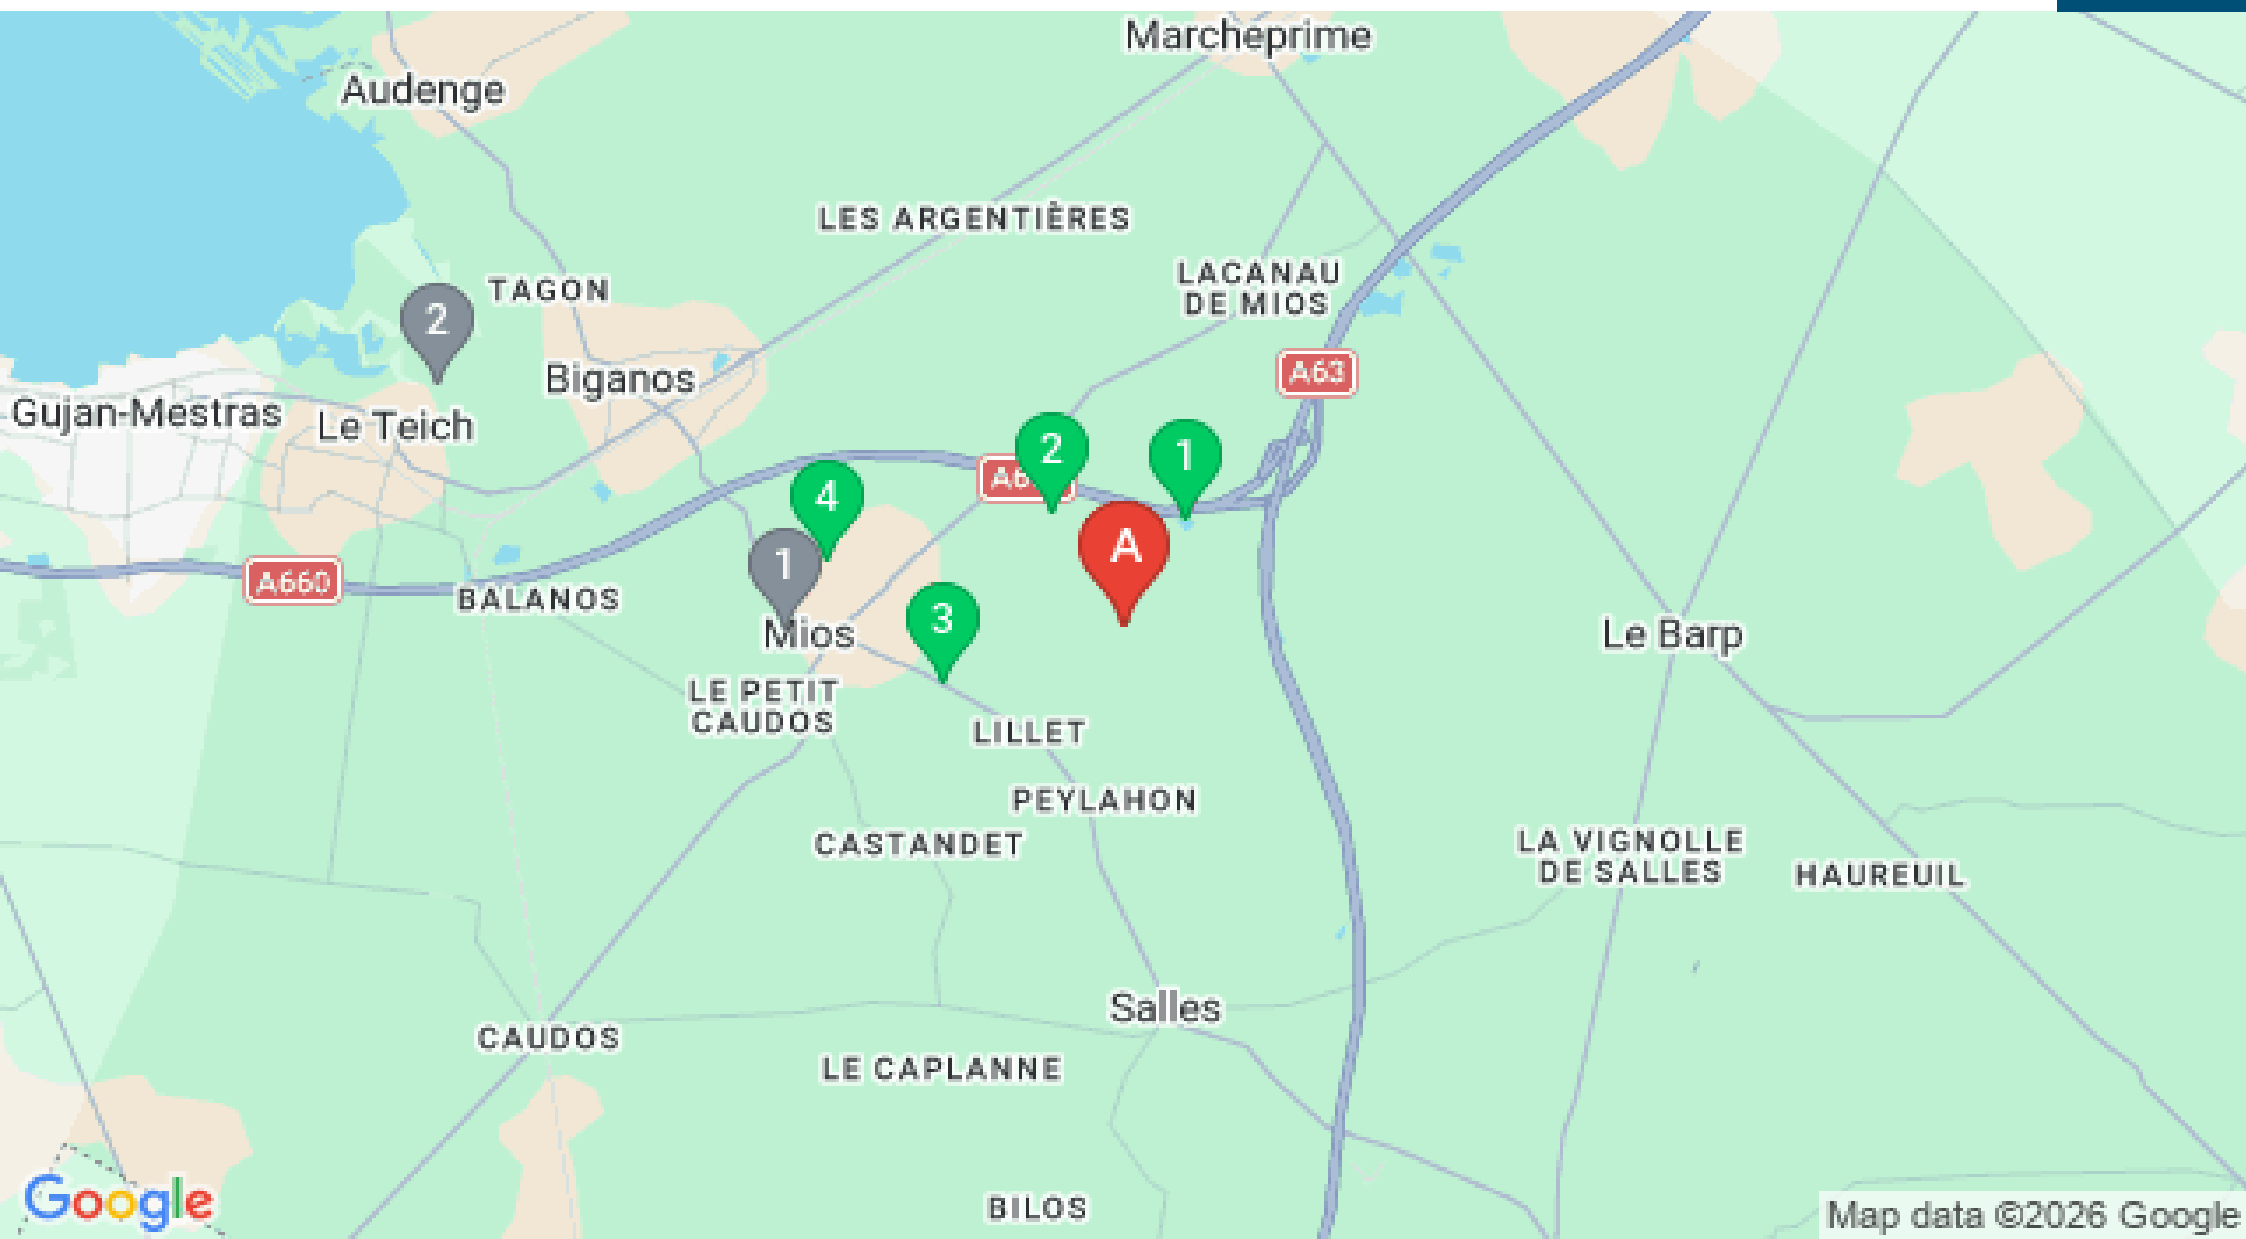 Marcheprime
Audenge
LES ARGENTIÈRES
LACANAU
DE MIOS
TAGON
2
A63
Biganos
Gujan-Mestras
Le Teich
2
1
A6
4
A
1
A660
BALANOS
3
Mios
Le Barp
LE PETIT
CAUDOS
LILLET
PEYLAHON
CASTANDET
LA VIGNOLLE
DE SALLES
HAUREUIL
Salles
CAUDOS
LE CAPLANNE
BILOS
Google
Map data ©2026 Google